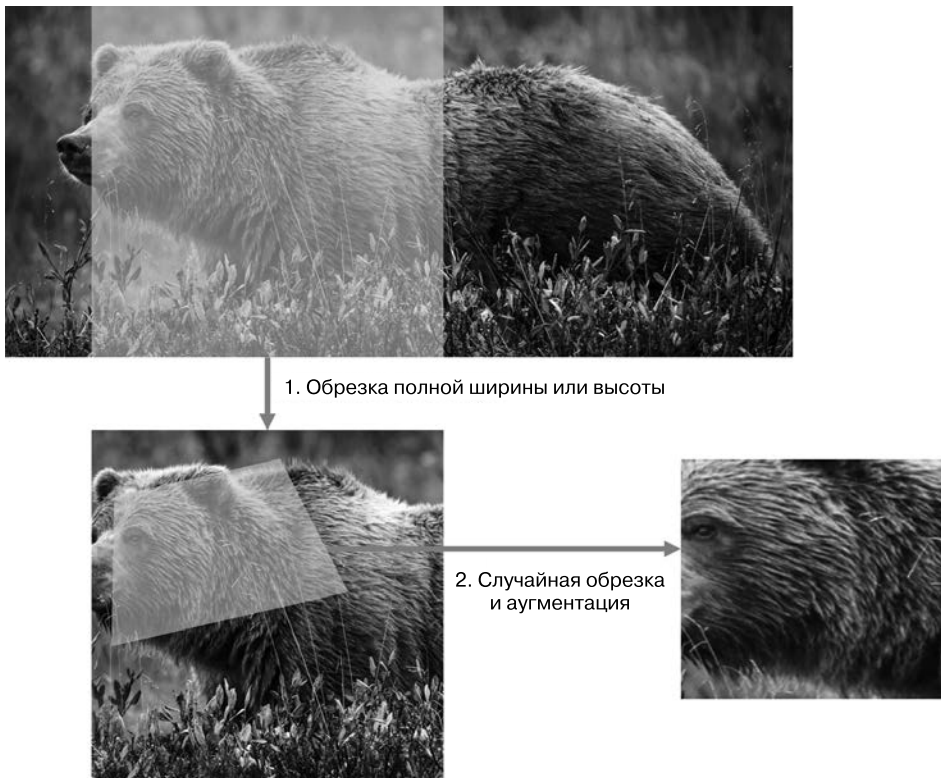 1. Обрезка полной ширины или высоты
2. Случайная обрезка
и аугментация